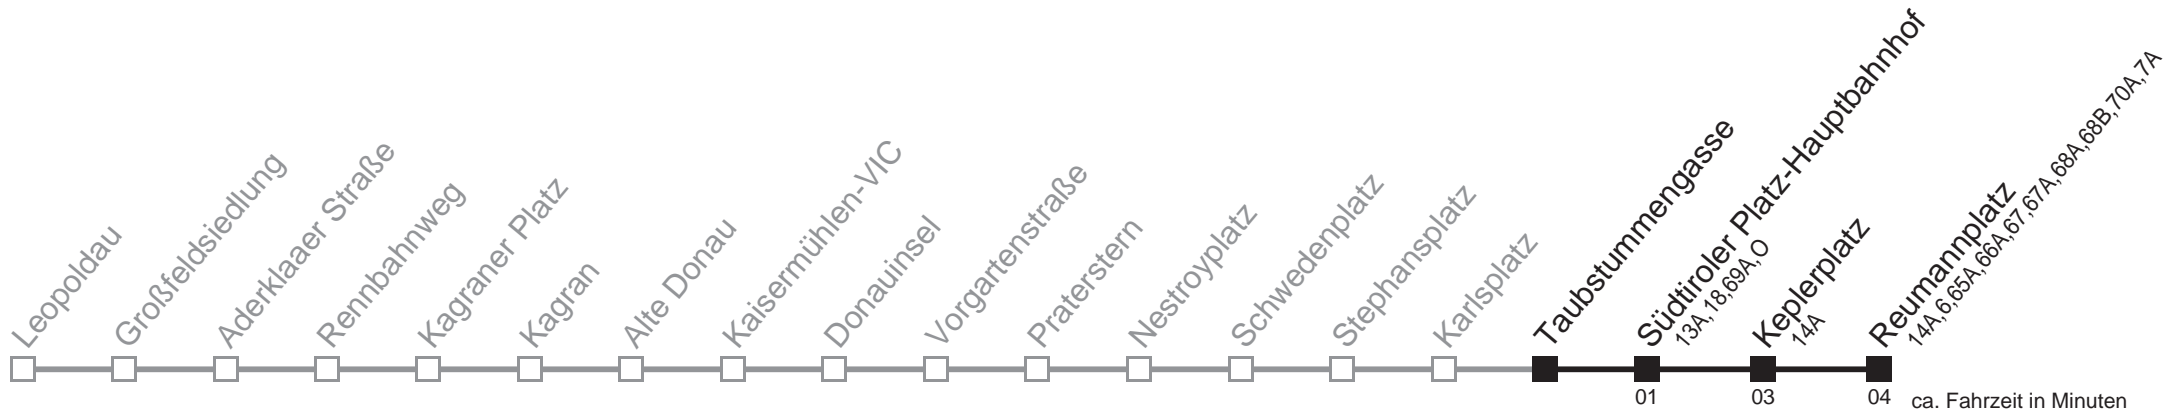 Leopoldau
Großfeldsiedlung
Aderklaaer Straße
Rennbahnweg
Kagraner Platz
Kagran
Alte Donau
Kaisermühlen-VIC
Donauinsel
Vorgartenstraße
Praterstern
Nestroyplatz
Schwedenplatz
Stephansplatz
Karlsplatz
Taubstummengasse
Südtiroler Platz-Hauptbahnhof
13A,18,69A,O
Keplerplatz
14A
Reumannplatz
14A,6,65A,66A,67,67A,68A,68B,70A,7A
01
03
04
ca. Fahrzeit in Minuten